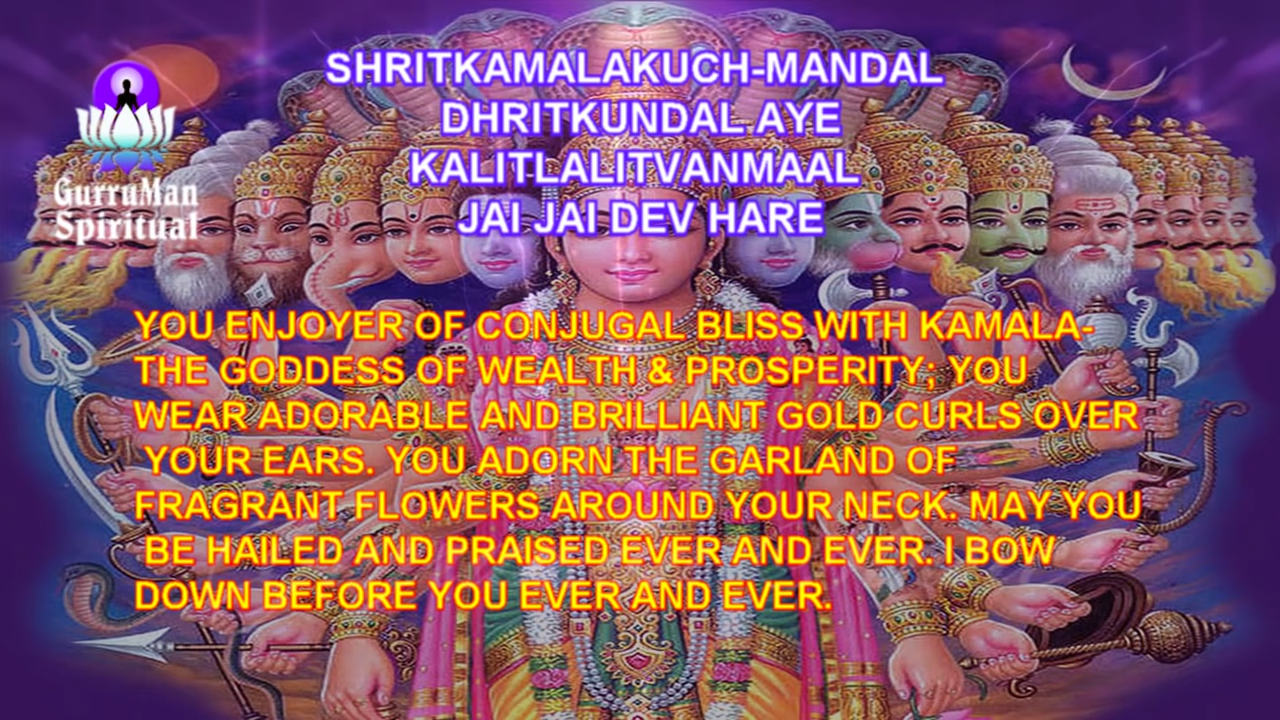 SHRITKAMALAKUCH-MANDAL
DHRITKUNDAL AYE
KALITLALITVANMAAL
JAI JAI DEV HARE
GurruMan
Spiritual
YOU ENJOYER OF CONJUGAL BLISS WITH KAMALA-
THE GODDESS OF WEALTH & PROSPERITY; YOU
WEAR ADORABLE AND BRILLIANT GOLD CURLS OVER
YOUR EARS. YOU ADORN THE GARLAND OF
FRAGRANT FLOWERS AROUND YOUR NECK. MAY YOU
BE HAILED AND PRAISED EVER AND EVER. I BOW
DOWN BEFORE YOU EVER AND EVER.